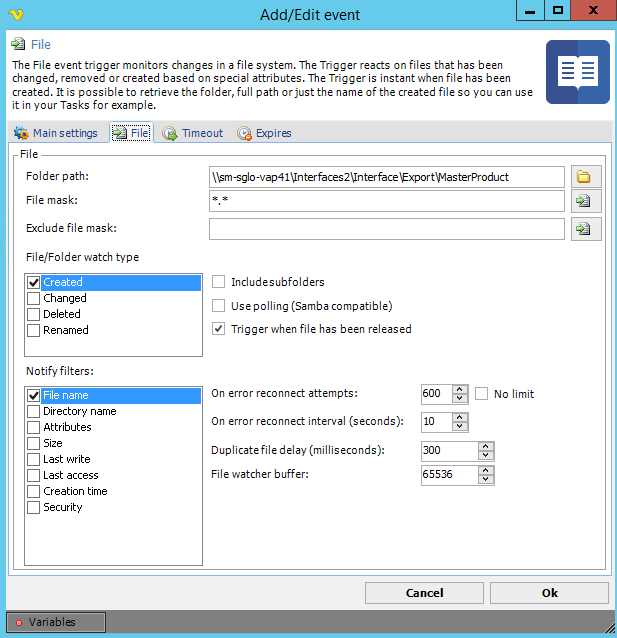 Add/Edit event
File
The File event trigger monitors changes in a file system. The Trigger reacts on files that has been
changed, removed or created based on special attributes. The Trigger is instant when file has been
created. It is possible to retrieve the folder, full path or just the name of the created file so you can use
it in your Tasks for example.
Main settings File Timeout Expires
File
Folder path: \\sm-sglo-vap41\Interfaces2\Interface\Export\MasterProduct
File mask: *.*
Exclude file mask:
File/Folder watch type
Created
Changed
Deleted
Renamed
Include subfolders
Use polling (Samba compatible)
Trigger when file has been released
Notify filters:
File name
Directory name
Attributes
Size
Last write
Last access
Creation time
Security
On error reconnect attempts: 600 No limit
On error reconnect interval (seconds): 10
Duplicate file delay (milliseconds): 300
File watcher buffer: 65536
Cancel Ok
Variables